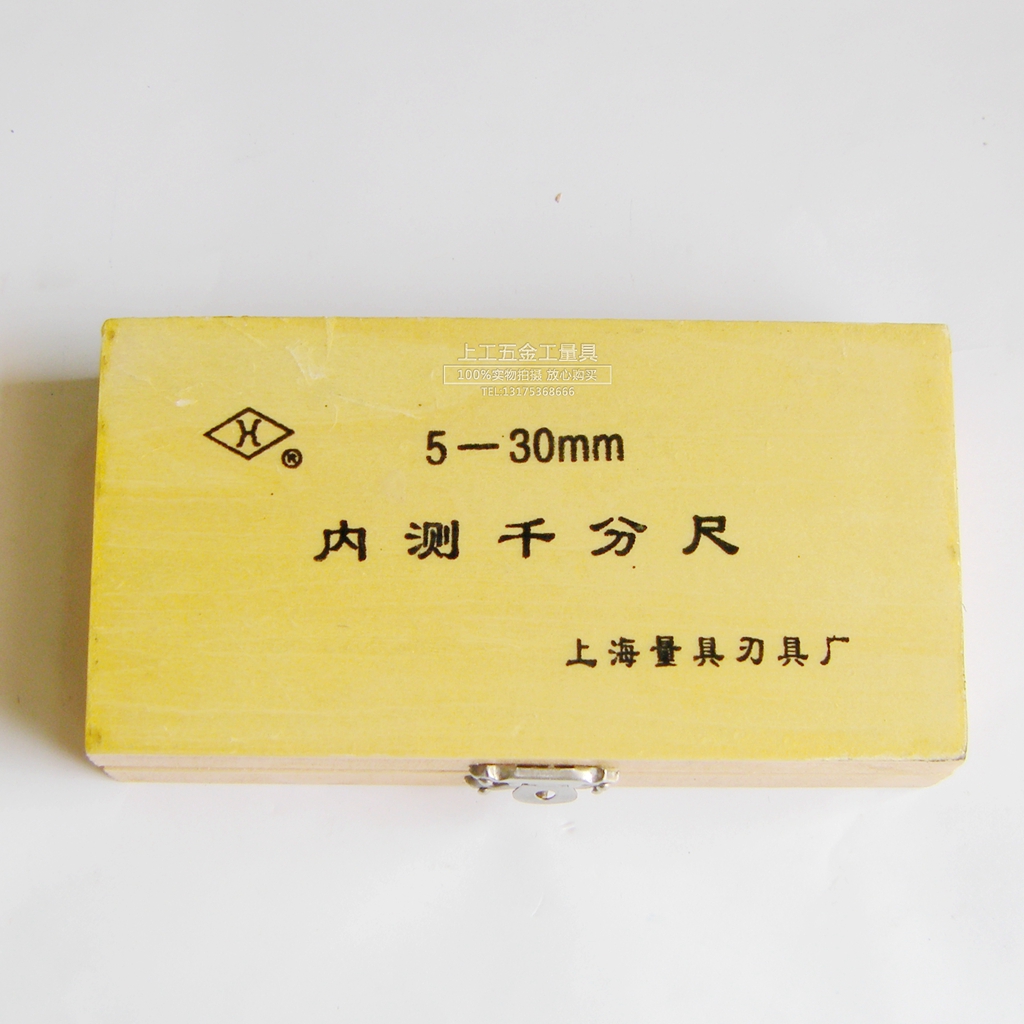 上工五金工量具
100%实物拍摄 放心购买
TEL:13175368666
H ®
5—30mm
内测千分尺
上海量具刃具厂